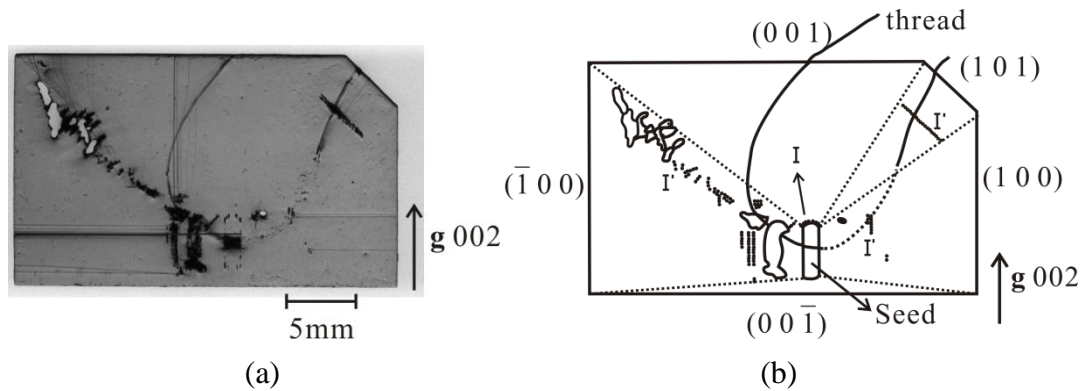 g 002
5mm
(a)
(0 0 1)
thread
(1 0 1)
I'
I
I'
(1̅ 0 0)
(1 0 0)
I'
g 002
Seed
(0 0 1̅)
(b)